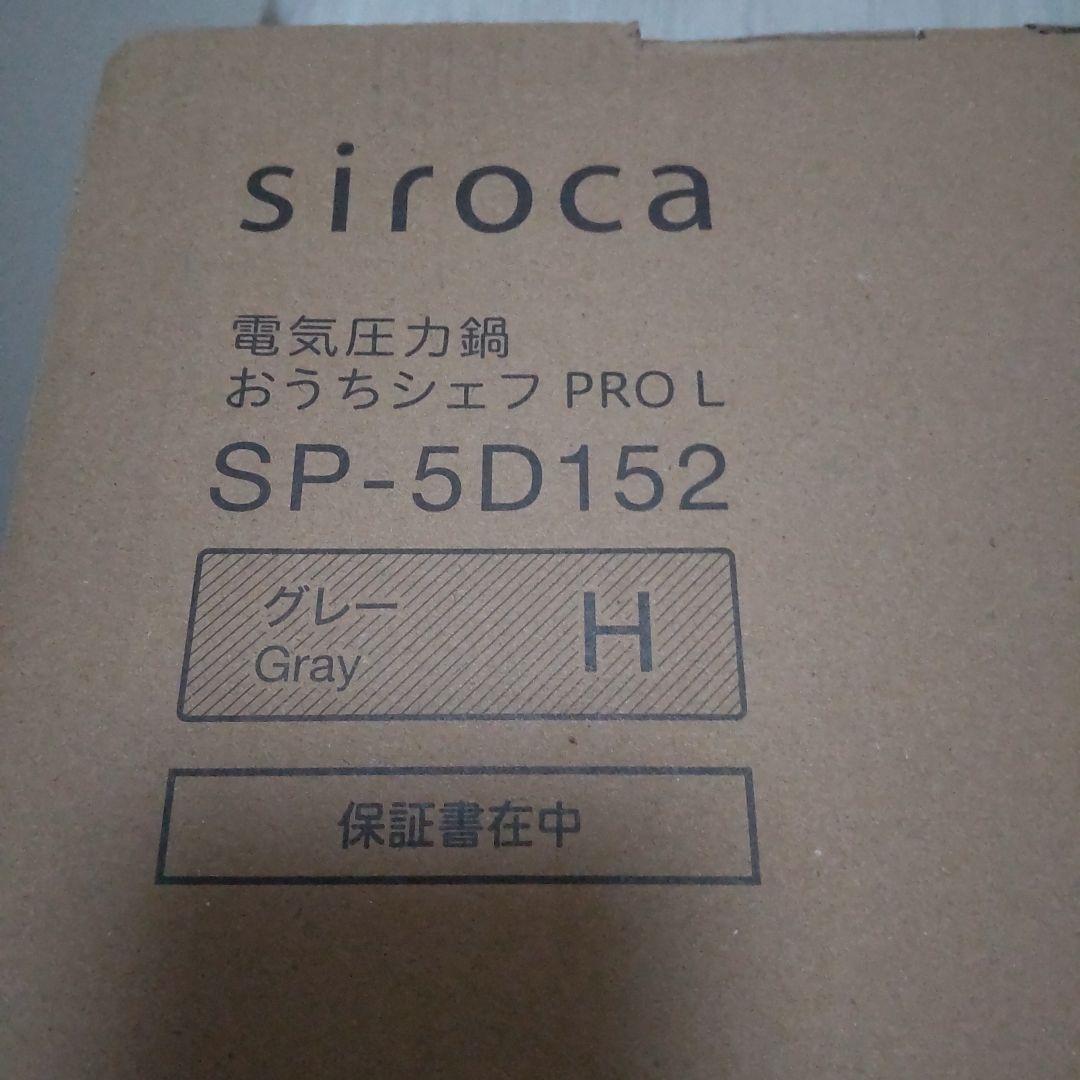 siroca
電気圧力鍋
おうちシェフ PRO L
SP-5D152
グレー
Gray
H
保証書在中